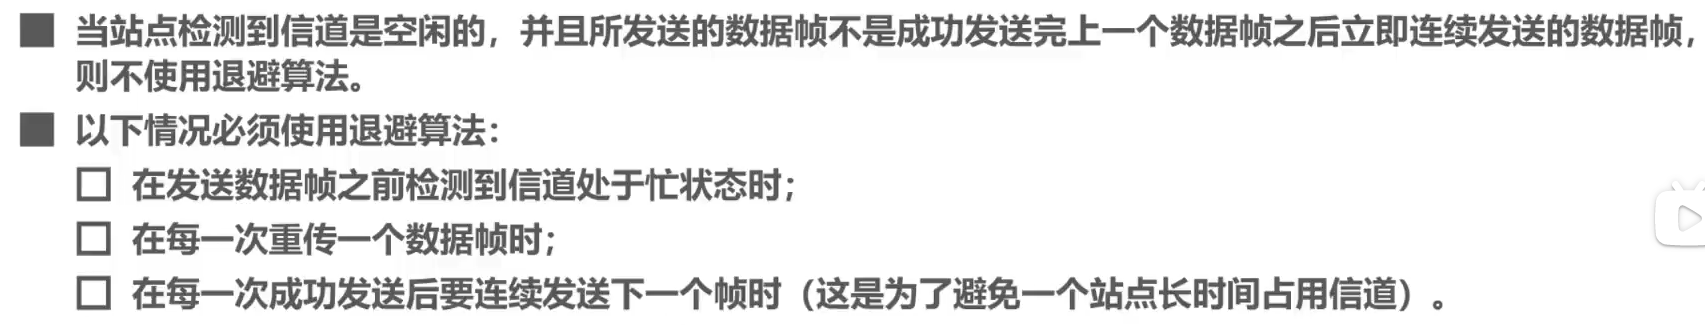 当站点检测到信道是空闲的，并且所发送的数据帧不是成功发送完上一个数据帧之后立即连续发送的数据帧，
则不使用退避算法。
以下情况必须使用退避算法：
在发送数据帧之前检测到信道处于忙状态时；
在每一次重传一个数据帧时；
在每一次成功发送后要连续发送下一个帧时（这是为了避免一个站点长时间占用信道）。